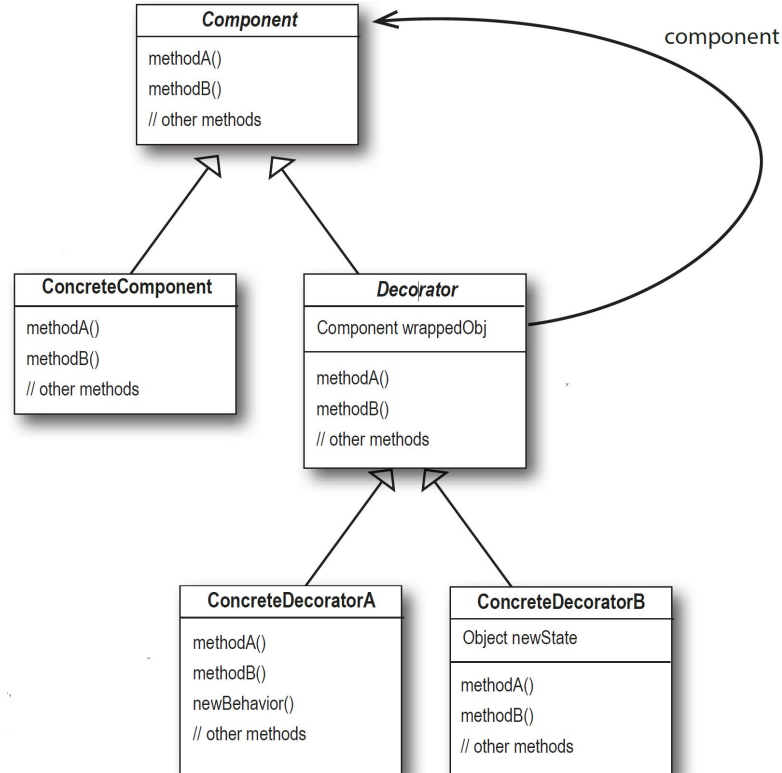 Component
methodA()
methodB()
// other methods
component
ConcreteComponent
methodA()
methodB()
// other methods
Decorator
Component wrappedObj
methodA()
methodB()
// other methods
ConcreteDecoratorA
methodA()
methodB()
newBehavior()
// other methods
ConcreteDecoratorB
Object newState
methodA()
methodB()
// other methods